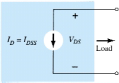 +
I_D = I_DSS
V_DS
Load
−